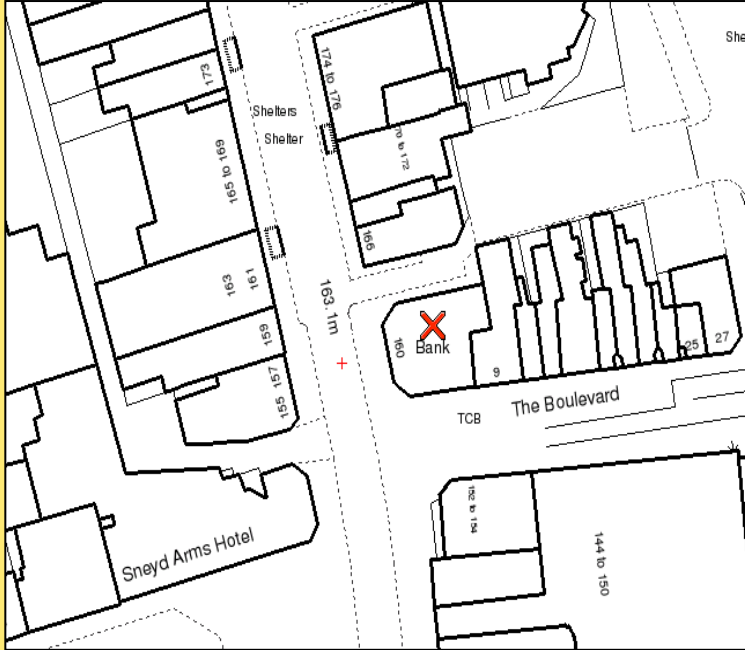 She
173
174 to 176
Shelters
Shelter
70 to 172
165 to 169
166
163
161
163.1m
159
160
Bank
9
25
27
155 157
TCB
The Boulevard
152 to 154
144 to 150
Sneyd Arms Hotel